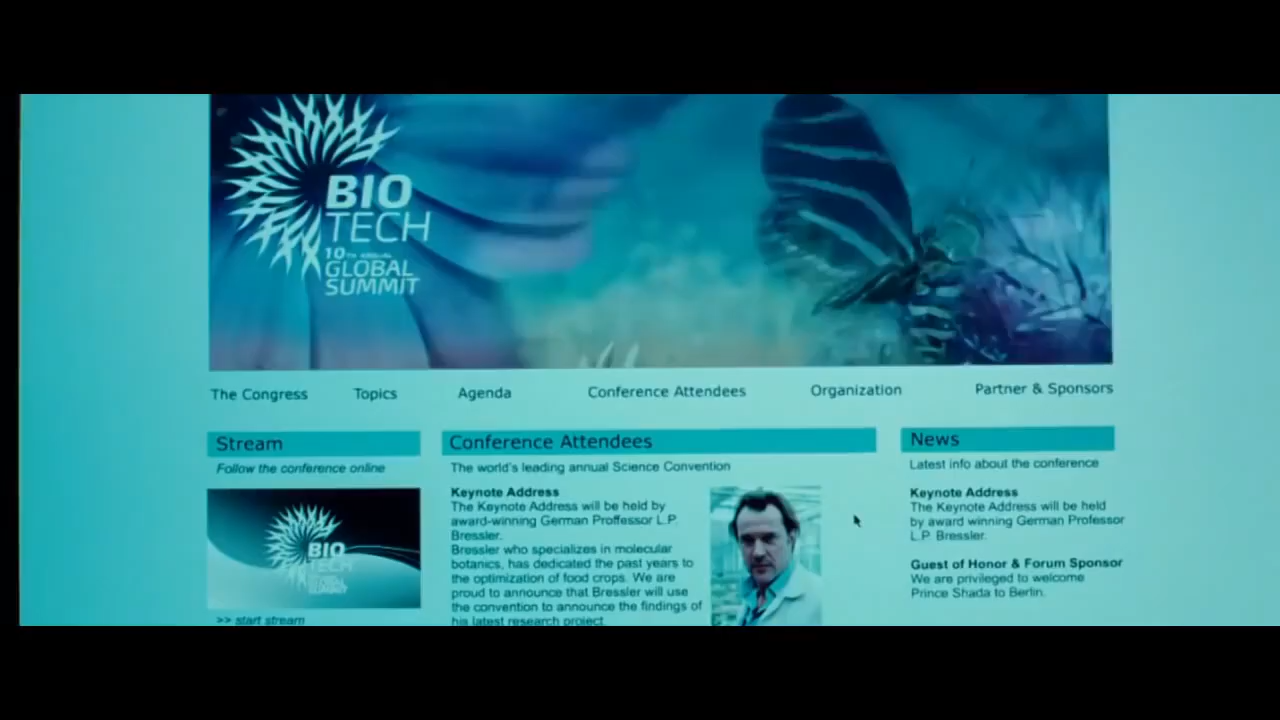 BIO
TECH
10TH ANNUAL
GLOBAL
SUMMIT
The Congress
Topics
Agenda
Conference Attendees
Organization
Partner & Sponsors
Stream
Follow the conference online
BIO
TECH
GLOBAL
SUMMIT
>> start stream
Conference Attendees
The world's leading annual Science Convention
Keynote Address
The Keynote Address will be held by
award-winning German Proffessor L.P.
Bressler.
Bressler who specializes in molecular
botanics, has dedicated the past years to
the optimization of food crops. We are
proud to announce that Bressler will use
the convention to announce the findings of
his latest research project.
News
Latest info about the conference
Keynote Address
The Keynote Address will be held
by award winning German Professor
L.P. Bressler.
Guest of Honor & Forum Sponsor
We are privileged to welcome
Prince Shada to Berlin.